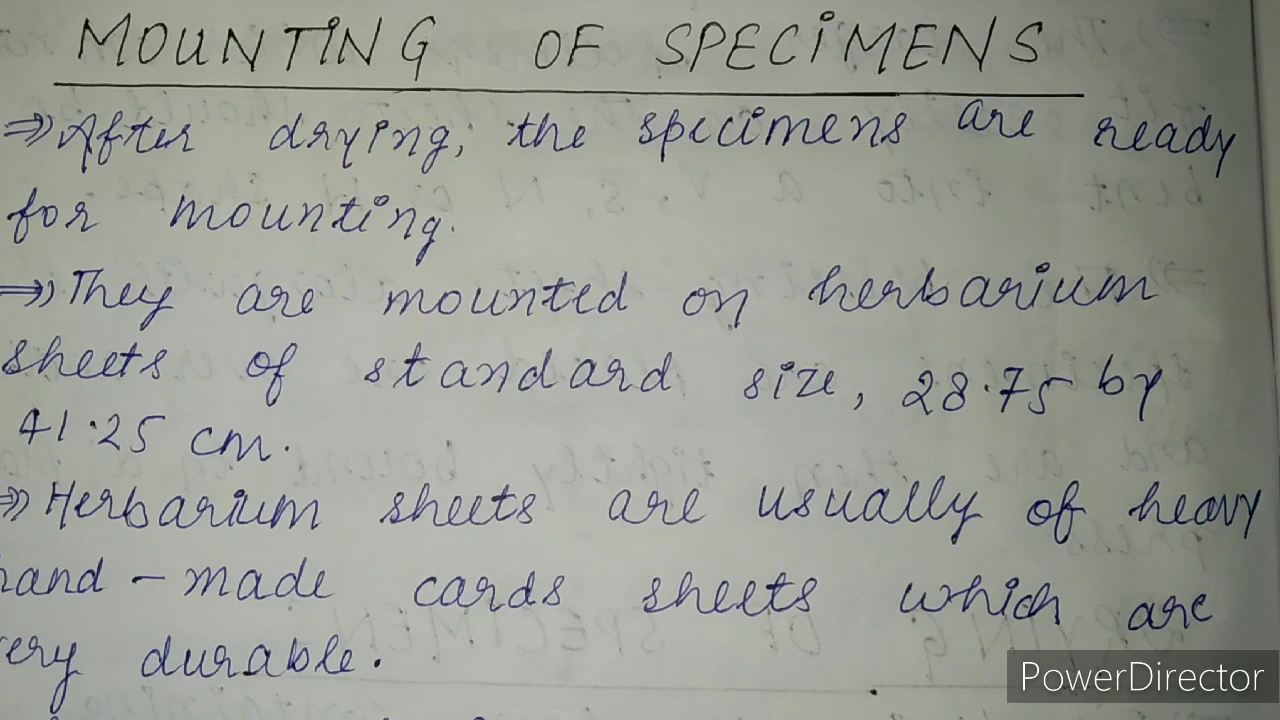 MOUNTING OF SPECIMENS
⇒ After drying, the specimens are ready
for mounting.
⇒ They are mounted on herbarium
sheets of standard size, 28.75 by
41.25 cm.
⇒ Herbarium sheets are usually of heavy
hand - made cards sheets which are
very durable.
PowerDirector